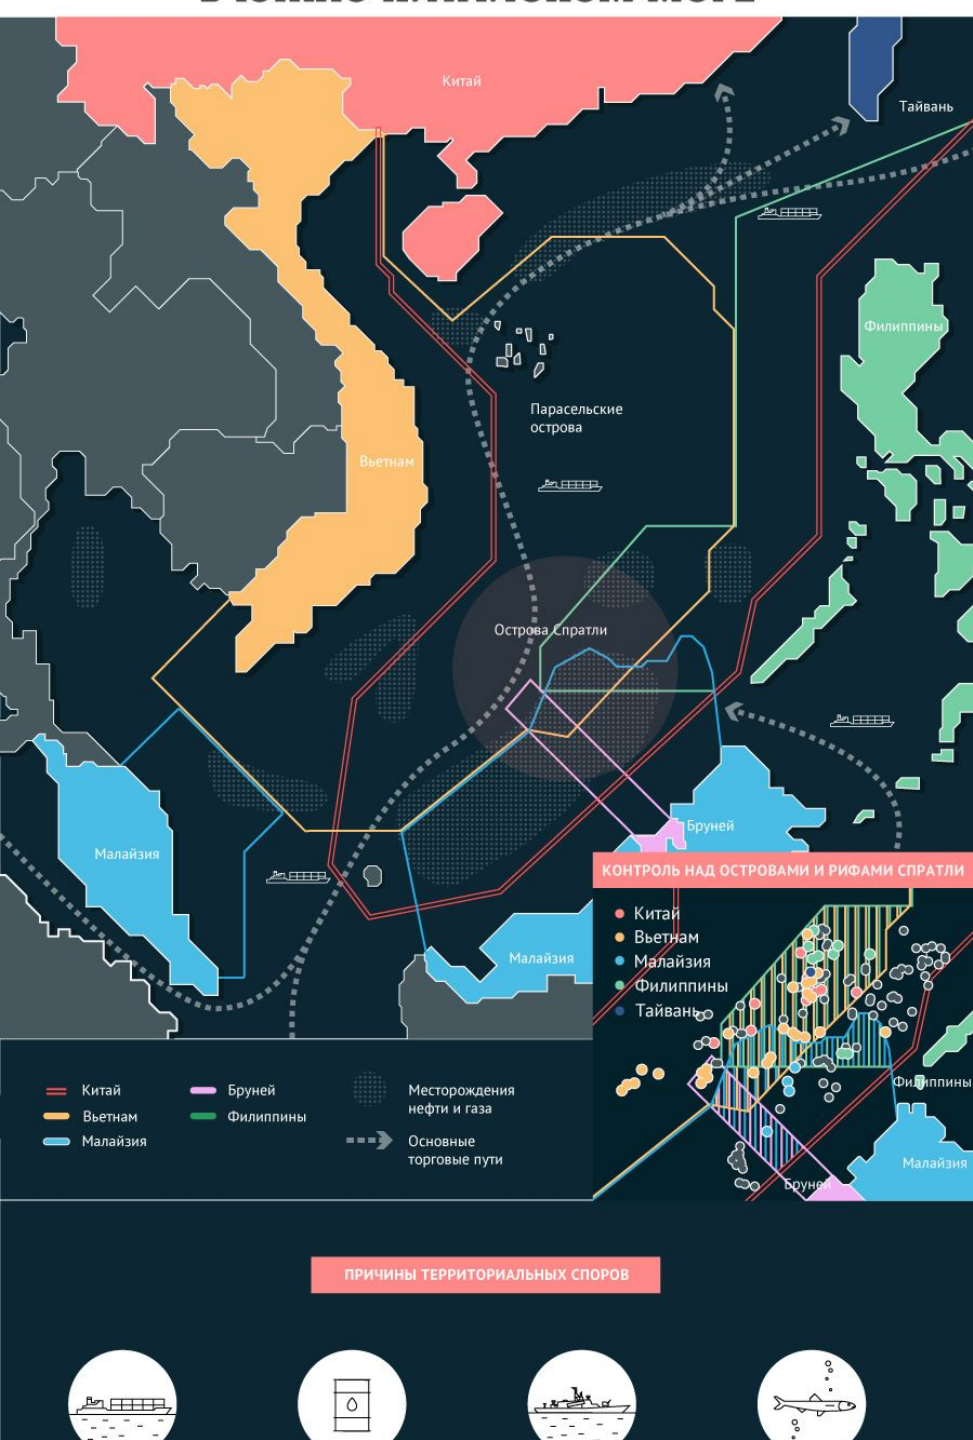 Китай
Тайвань
Филиппины
Парасельские
острова
Вьетнам
Острова Спратли
Бруней
Малайзия
Малайзия
КОНТРОЛЬ НАД ОСТРОВАМИ И РИФАМИ СПРАТЛИ
Китай
Вьетнам
Малайзия
Филиппины
Тайвань
Филиппины
Малайзия
Бруней
Китай
Вьетнам
Малайзия
Бруней
Филиппины
Месторождения
нефти и газа
Основные
торговые пути
ПРИЧИНЫ ТЕРРИТОРИАЛЬНЫХ СПОРОВ